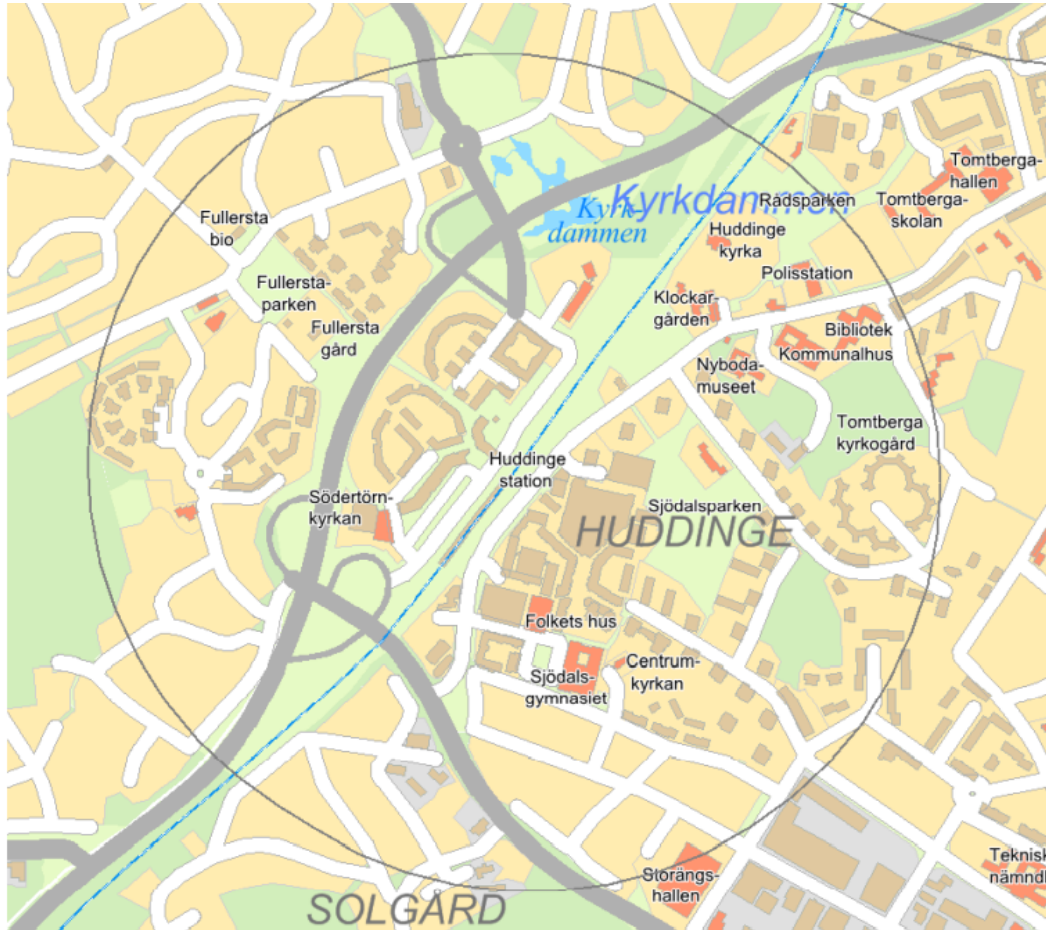 Tomtberga-
hallen
Kyrkdammen
Rådsparken
Tomtberga-
skolan
Kyrk-
dammen
Fullersta
bio
Huddinge
kyrka
Polisstation
Fullersta-
parken
Klockar-
gården
Fullersta
gård
Bibliotek
Kommunalhus
Nyboda-
museet
Tomtberga
kyrkogård
Huddinge
station
Södertörn-
kyrkan
Sjödalsparken
HUDDINGE
Folkets hus
Sjödals-
gymnasiet
Centrum-
kyrkan
Storängs-
hallen
Teknisk
nämndh
SOLGÅRD